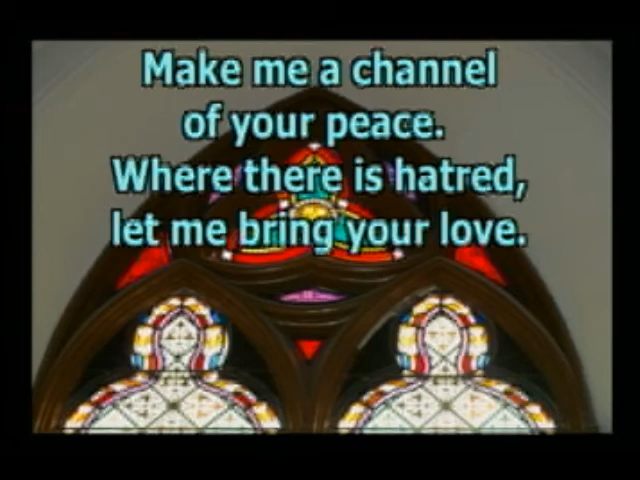 Make me a channel
of your peace.
Where there is hatred,
let me bring your love.